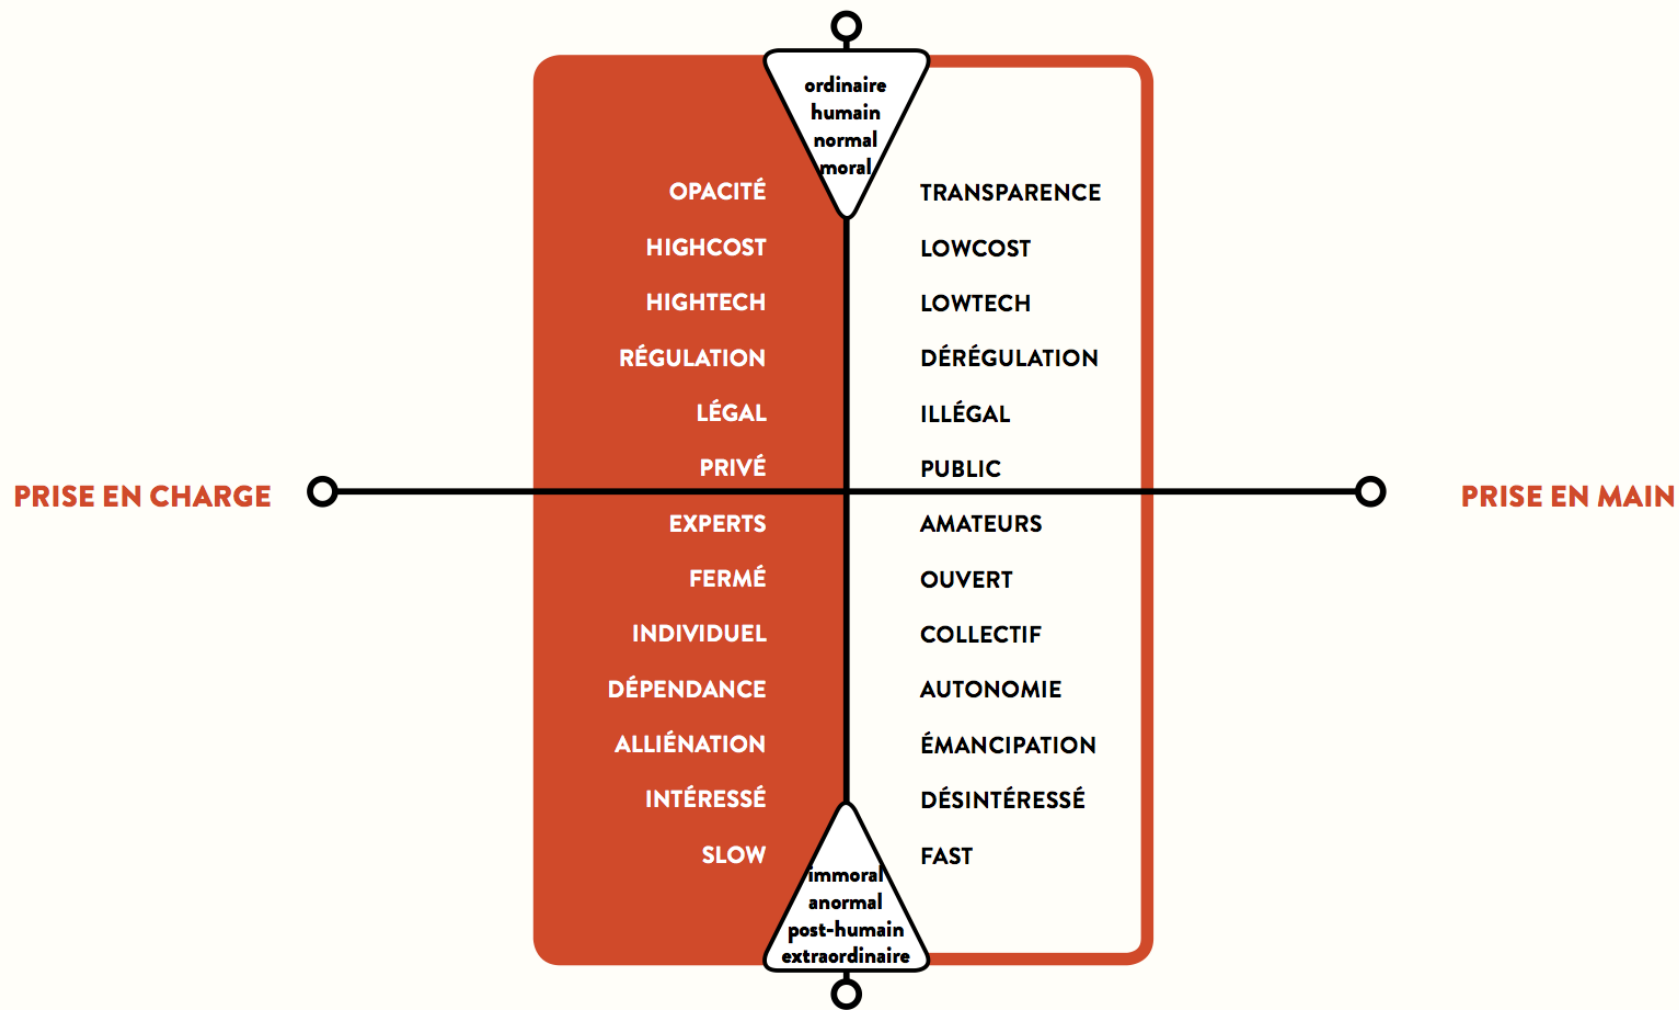 ordinaire
humain
normal
moral
OPACITÉ TRANSPARENCE
HIGHCOST LOWCOST
HIGHTECH LOWTECH
RÉGULATION DÉRÉGULATION
LÉGAL ILLÉGAL
PRIVÉ PUBLIC
PRISE EN CHARGE PRISE EN MAIN
EXPERTS AMATEURS
FERMÉ OUVERT
INDIVIDUEL COLLECTIF
DÉPENDANCE AUTONOMIE
ALLIÉNATION ÉMANCIPATION
INTÉRESSÉ DÉSINTÉRESSÉ
SLOW FAST
immoral
anormal
post-humain
extraordinaire